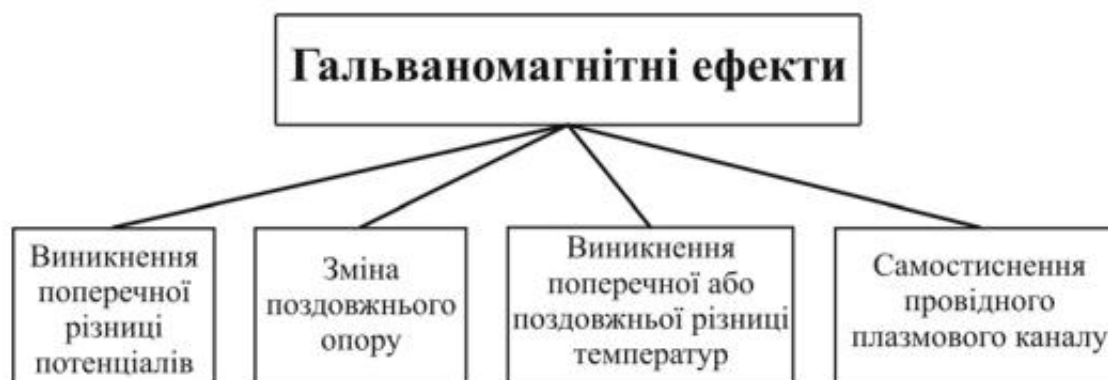 Гальваномагнітні ефекти
Виникнення
поперечної
різниці
потенціалів
Зміна
поздовжнього
опору
Виникнення
поперечної або
поздовжньої різниці
температур
Самостиснення
провідного
плазмового каналу